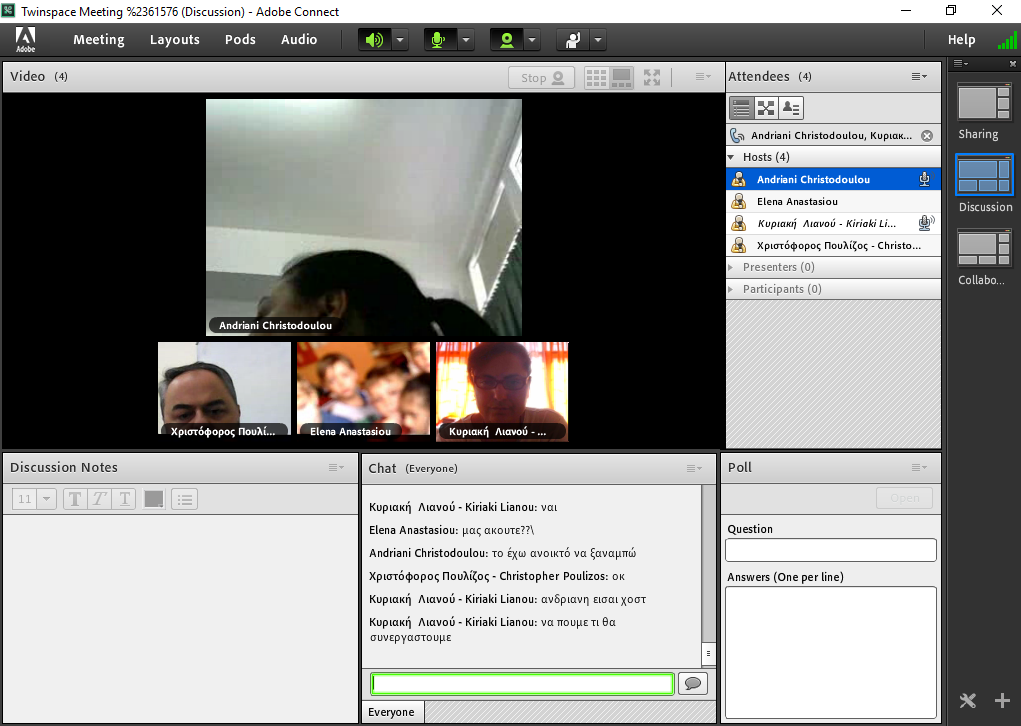 Twinspace Meeting %2361576 (Discussion) - Adobe Connect
Adobe
Meeting Layouts Pods Audio Help
Video (4)
Stop
Andriani Christodoulou
Χριστόφορος Πουλί...
Elena Anastasiou
Κυριακή Λιανού - ...
Attendees (4)
Andriani Christodoulou, Κυριακ...
Hosts (4)
Andriani Christodoulou
Elena Anastasiou
Κυριακή Λιανού - Kiriaki Li...
Χριστόφορος Πουλίζος - Christo...
Presenters (0)
Participants (0)
Sharing
Discussion
Collabo...
Discussion Notes
11
T T T
Chat (Everyone)
Κυριακή Λιανού - Kiriaki Lianou: ναι
Elena Anastasiou: μας ακουτε??\
Andriani Christodoulou: το έχω ανοικτό να ξαναμπώ
Χριστόφορος Πουλίζος - Christopher Poulizos: οκ
Κυριακή Λιανού - Kiriaki Lianou: ανδριανη εισαι χοστ
Κυριακή Λιανού - Kiriaki Lianou: να πουμε τι θα
συνεργαστουμε
Everyone
Poll
Open
Question
Answers (One per line)